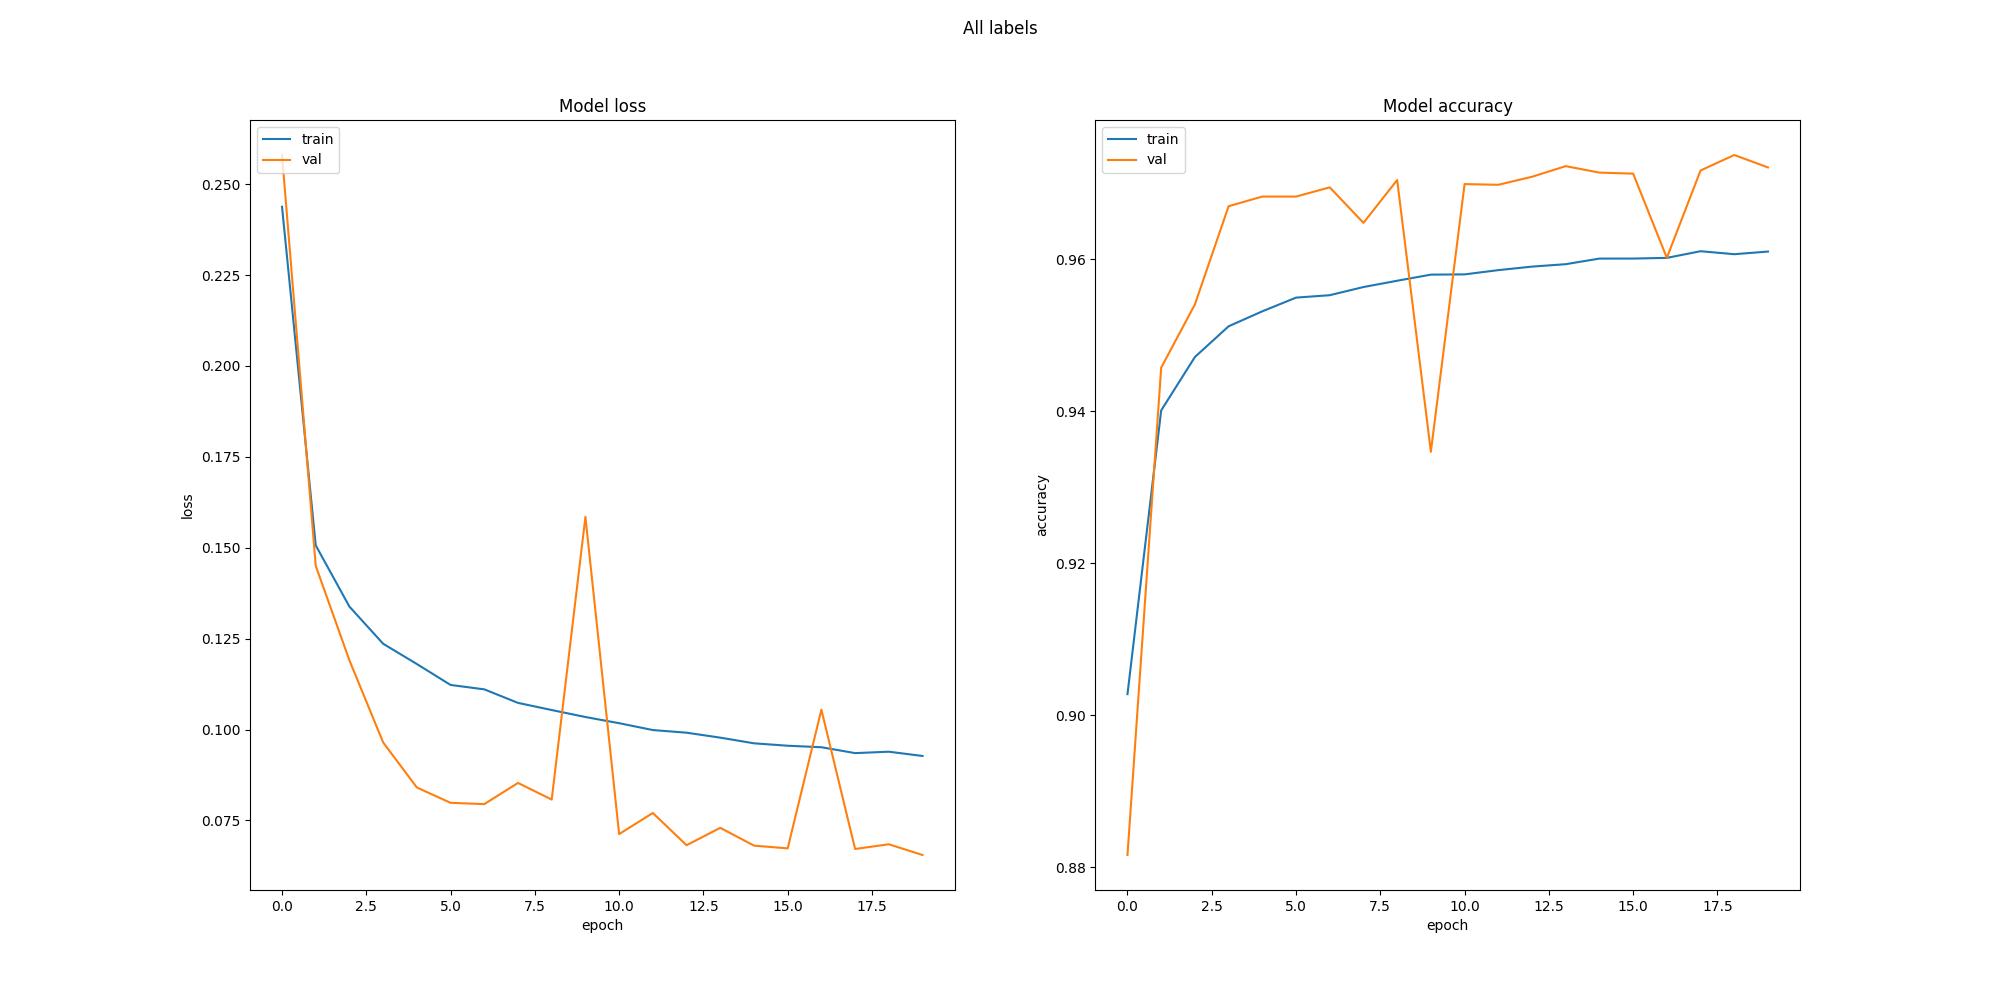 All labels
Model loss
train
val
0.250
0.225
0.200
0.175
0.150
0.125
0.100
0.075
loss
0.0 2.5 5.0 7.5 10.0 12.5 15.0 17.5
epoch
Model accuracy
train
val
0.96
0.94
0.92
0.90
0.88
accuracy
0.0 2.5 5.0 7.5 10.0 12.5 15.0 17.5
epoch